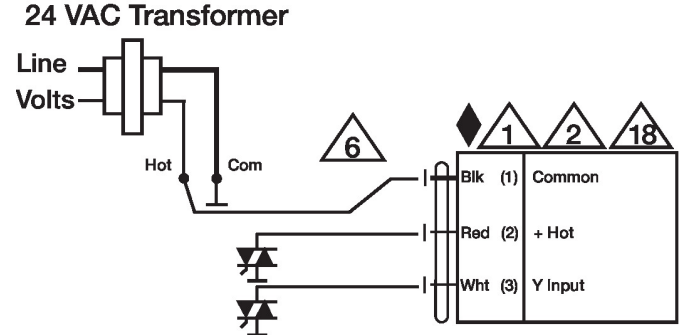 24 VAC Transformer
Line
Volts
Hot
Com
6
1
2
18
Blk (1) Common
Red (2) + Hot
Wht (3) Y Input